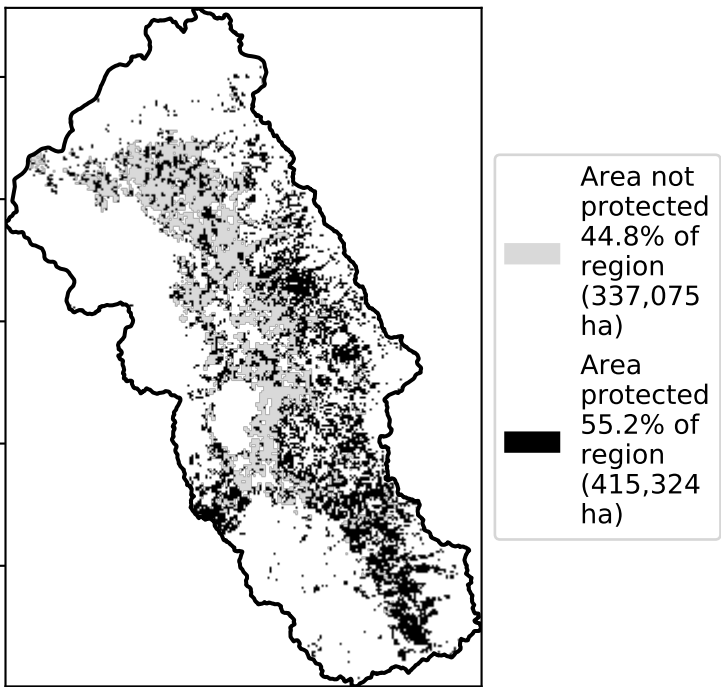 Area not
protected
44.8% of
region
(337,075
ha)
Area
protected
55.2% of
region
(415,324
ha)